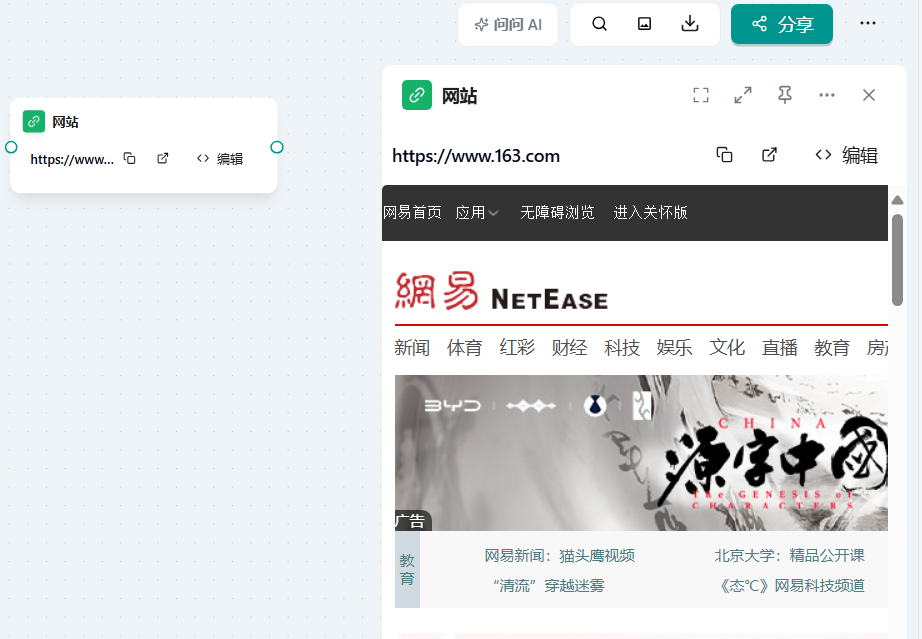 问问 AI
分享
网站
https://www...
编辑
网站
https://www.163.com
编辑
网易首页 应用 无障碍浏览 进入关怀版
網易 NETEASE
新闻 体育 红彩 财经 科技 娱乐 文化 直播 教育 房产
BYD
CHINA
源字中國
The GENESIS of
CHARACTERS
广告
教育
网易新闻：猫头鹰视频 北京大学：精品公开课
“清流”穿越迷雾 《态℃》网易科技频道